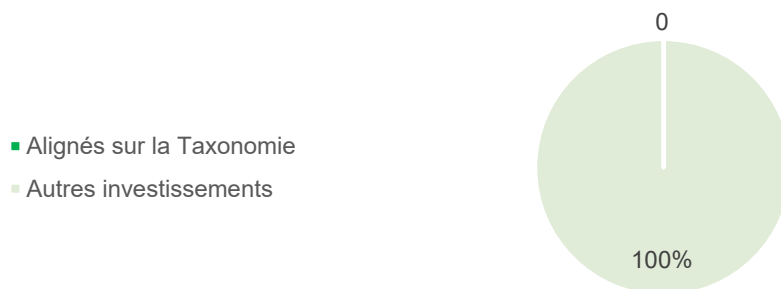 0
Alignés sur la Taxonomie
Autres investissements
100%